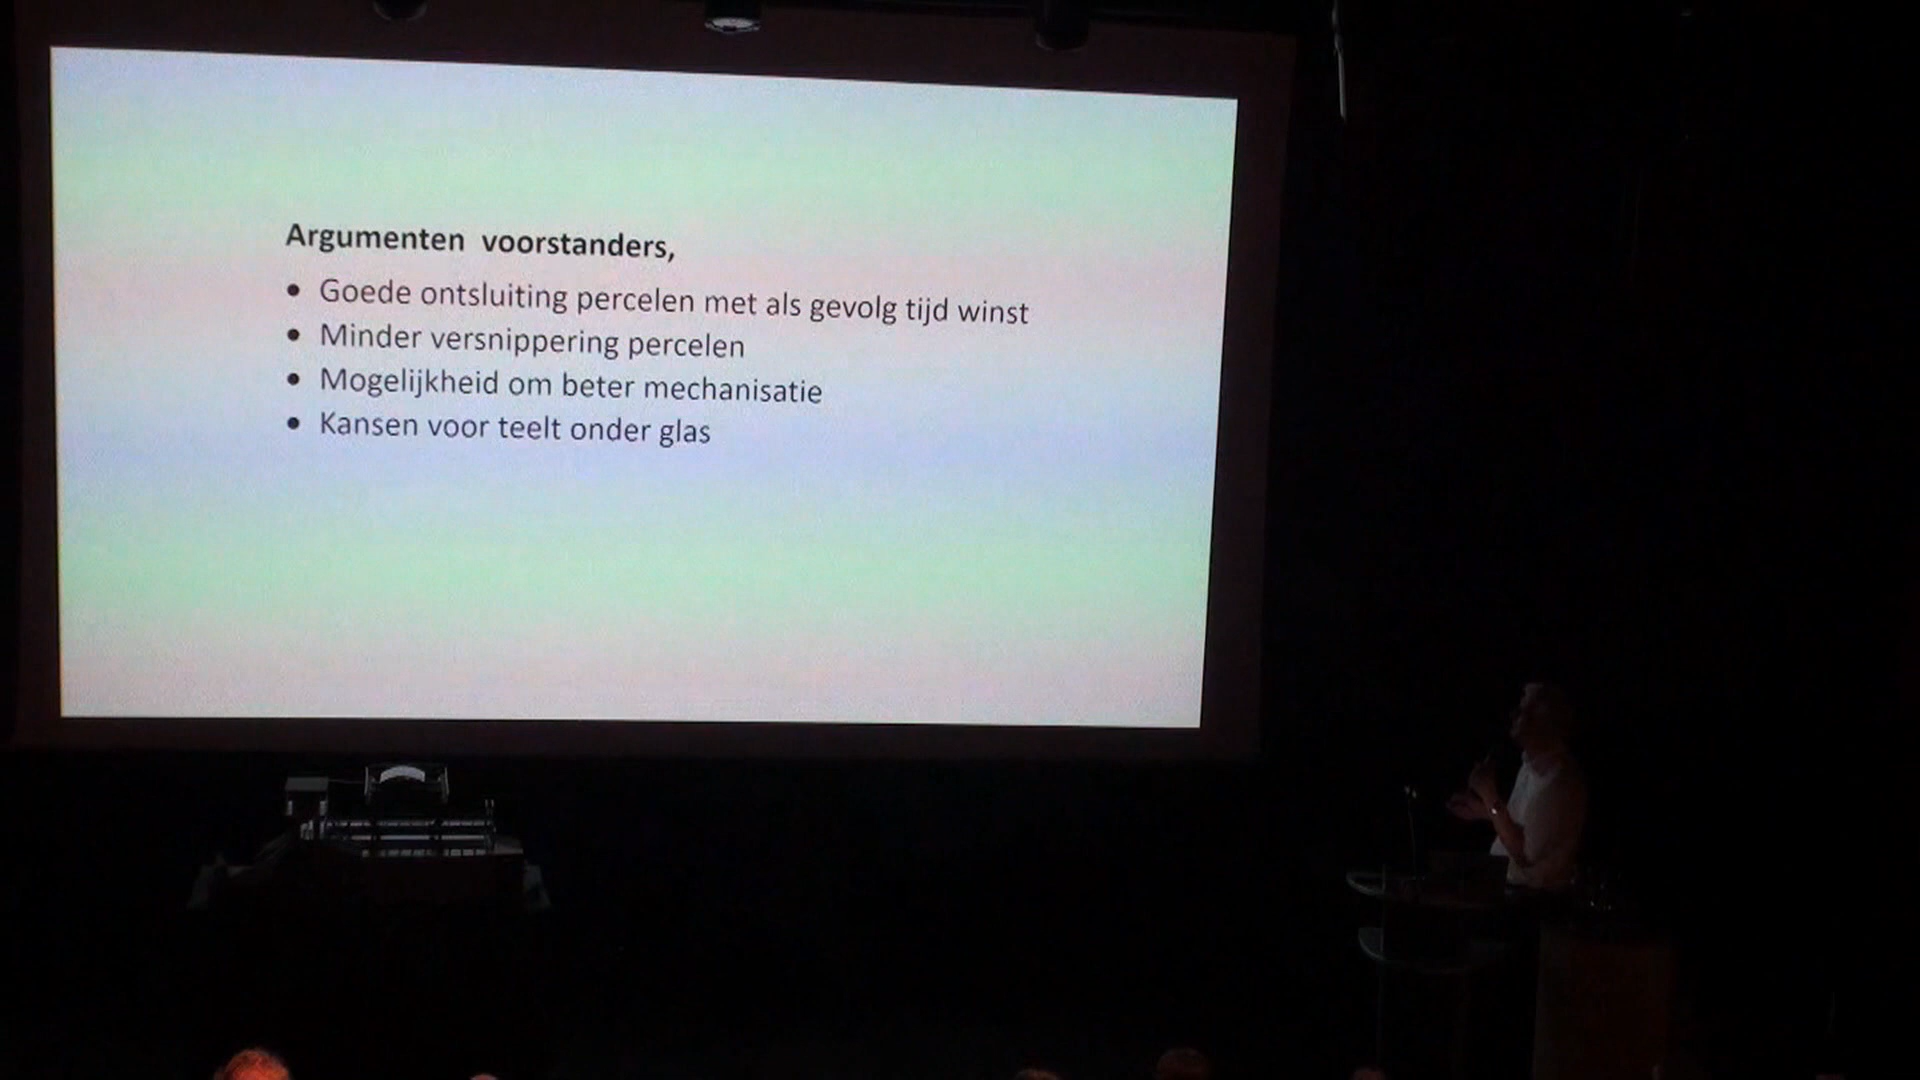 Argumenten voorstanders,
• Goede ontsluiting percelen met als gevolg tijd winst
• Minder versnippering percelen
• Mogelijkheid om beter mechanisatie
• Kansen voor teelt onder glas